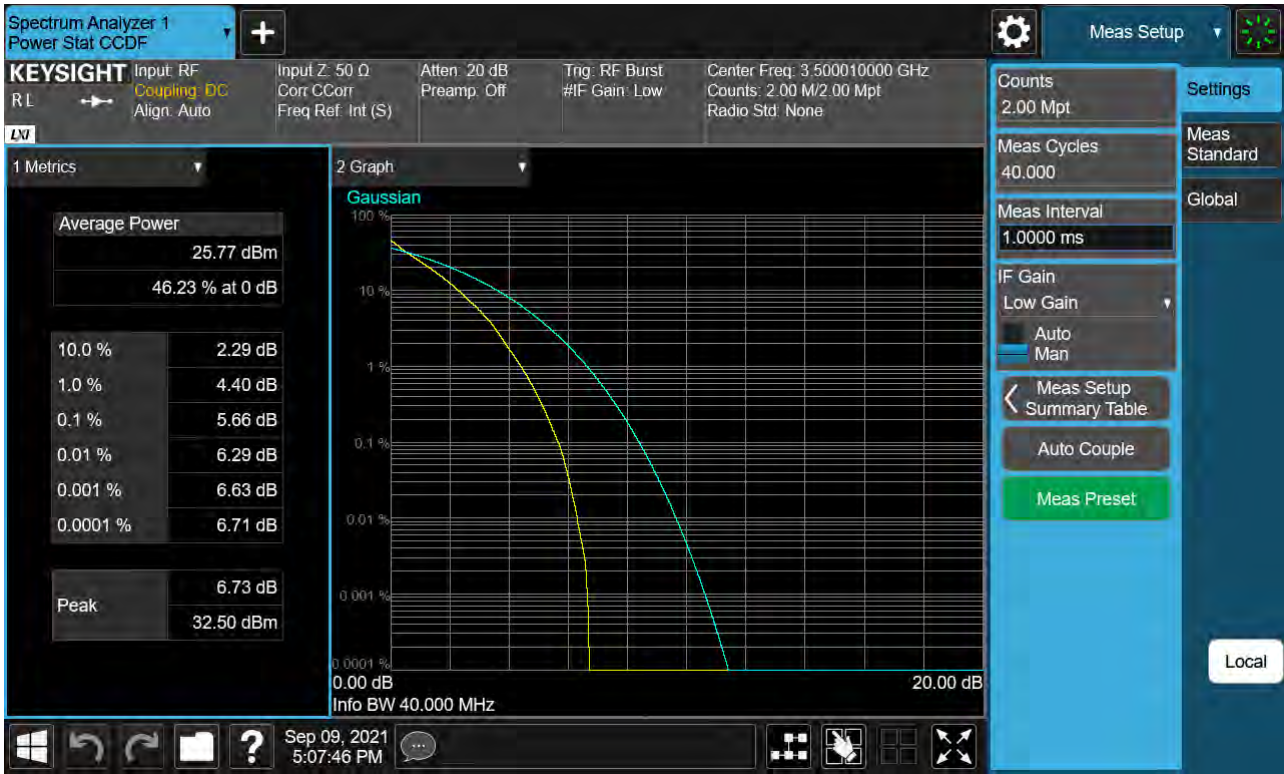 Spectrum Analyzer 1
Power Stat CCDF
+
Meas Setup
KEYSIGHT
RL
LXI
Input: RF
Coupling: DC
Align: Auto
Input Z: 50 Ω
Corr CCorr
Freq Ref: Int (S)
Atten: 20 dB
Preamp: Off
Trig: RF Burst
#IF Gain: Low
Center Freq: 3.500010000 GHz
Counts: 2.00 M/2.00 Mpt
Radio Std: None
1 Metrics
Average Power
25.77 dBm
46.23 % at 0 dB
10.0 % 2.29 dB
1.0 % 4.40 dB
0.1 % 5.66 dB
0.01 % 6.29 dB
0.001 % 6.63 dB
0.0001 % 6.71 dB
Peak
6.73 dB
32.50 dBm
2 Graph
Gaussian
100 %
10 %
1 %
0.1 %
0.01 %
0.001 %
0.0001 %
0.00 dB 20.00 dB
Info BW 40.000 MHz
Counts
2.00 Mpt
Meas Cycles
40.000
Meas Interval
1.0000 ms
IF Gain
Low Gain
Auto
Man
Meas Setup
Summary Table
Auto Couple
Meas Preset
Settings
Meas
Standard
Global
Local
?
Sep 09, 2021
5:07:46 PM